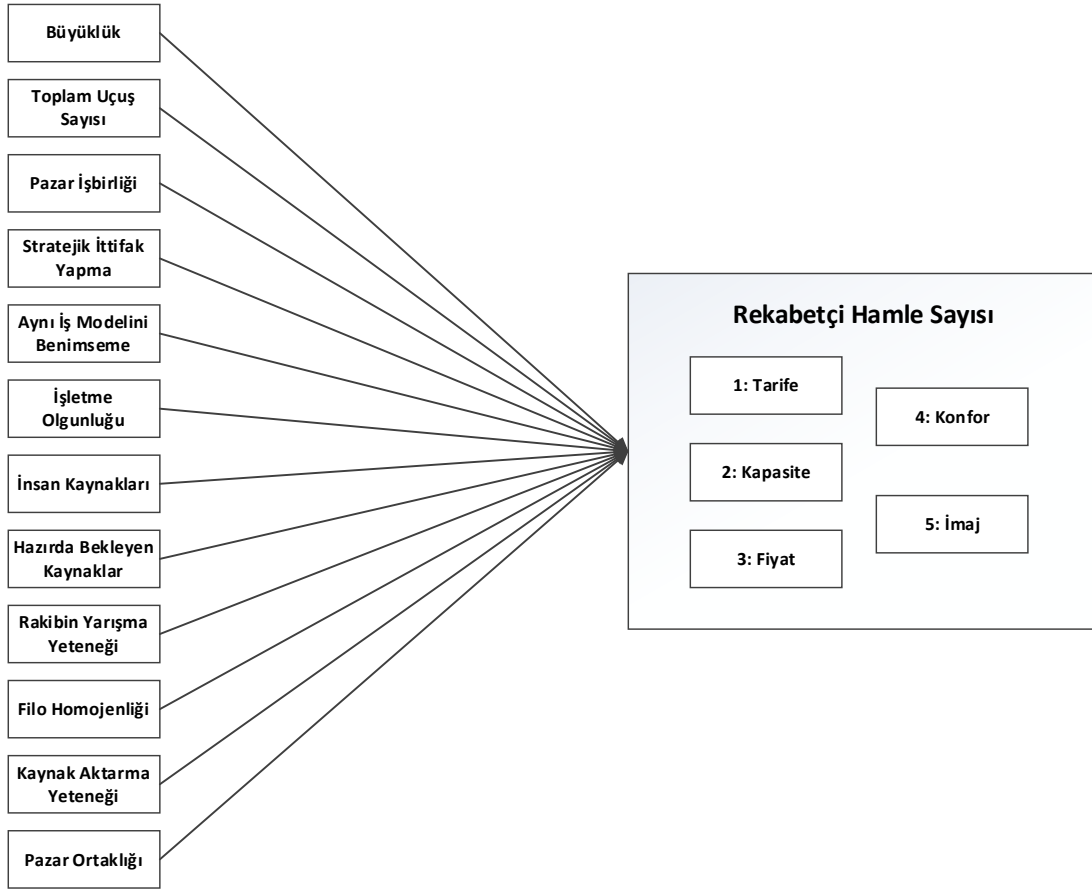 Büyüklük
Toplam Uçuş
Sayısı
Pazar İşbirliği
Stratejik İttifak
Yapma
Aynı İş Modelini
Benimseme
İşletme
Olgunluğu
İnsan Kaynakları
Hazırda Bekleyen
Kaynaklar
Rakibin Yarışma
Yeteneği
Filo Homojenliği
Kaynak Aktarma
Yeteneği
Pazar Ortaklığı
Rekabetçi Hamle Sayısı
1: Tarife
2: Kapasite
3: Fiyat
4: Konfor
5: İmaj